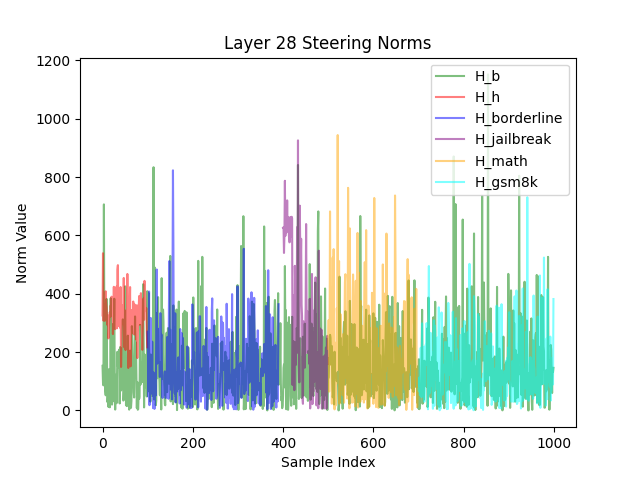 Layer 28 Steering Norms
1200
1000
800
600
400
200
0
Norm Value
H_b
H_h
H_borderline
H_jailbreak
H_math
H_gsm8k
0 200 400 600 800 1000
Sample Index